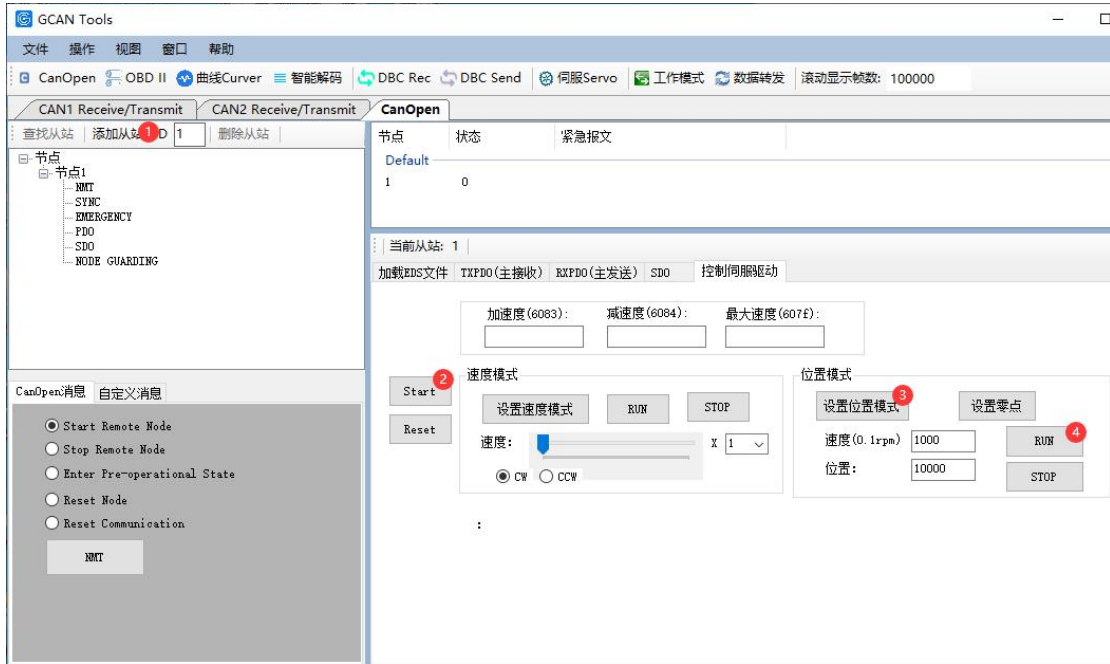 GCAN Tools
文件 操作 视图 窗口 帮助
CanOpen OBD II 曲线Curver 智能解码 DBC Rec DBC Send 伺服Servo 工作模式 数据转发 滚动显示帧数: 100000
CAN1 Receive/Transmit CAN2 Receive/Transmit CanOpen
查找从站 添加从站 1 D 1 删除从站
节点
节点1
NMT
SYNC
EMERGENCY
PDO
SDO
NODE GUARDING
节点 状态 紧急报文
Default
1 0
当前从站: 1
加载EDS文件 TXPDO(主接收) RXPDO(主发送) SDO 控制伺服驱动
加速度(6083): 减速度(6084): 最大速度(607f):
Start 2
Reset
速度模式
设置速度模式 RUN STOP
速度: X 1
CW CCW
:
位置模式
设置位置模式 3 设置零点
速度(0.1rpm) 1000 RUN 4
位置: 10000 STOP
CanOpen消息 自定义消息
Start Remote Node
Stop Remote Node
Enter Pre-operational State
Reset Node
Reset Communication
NMT